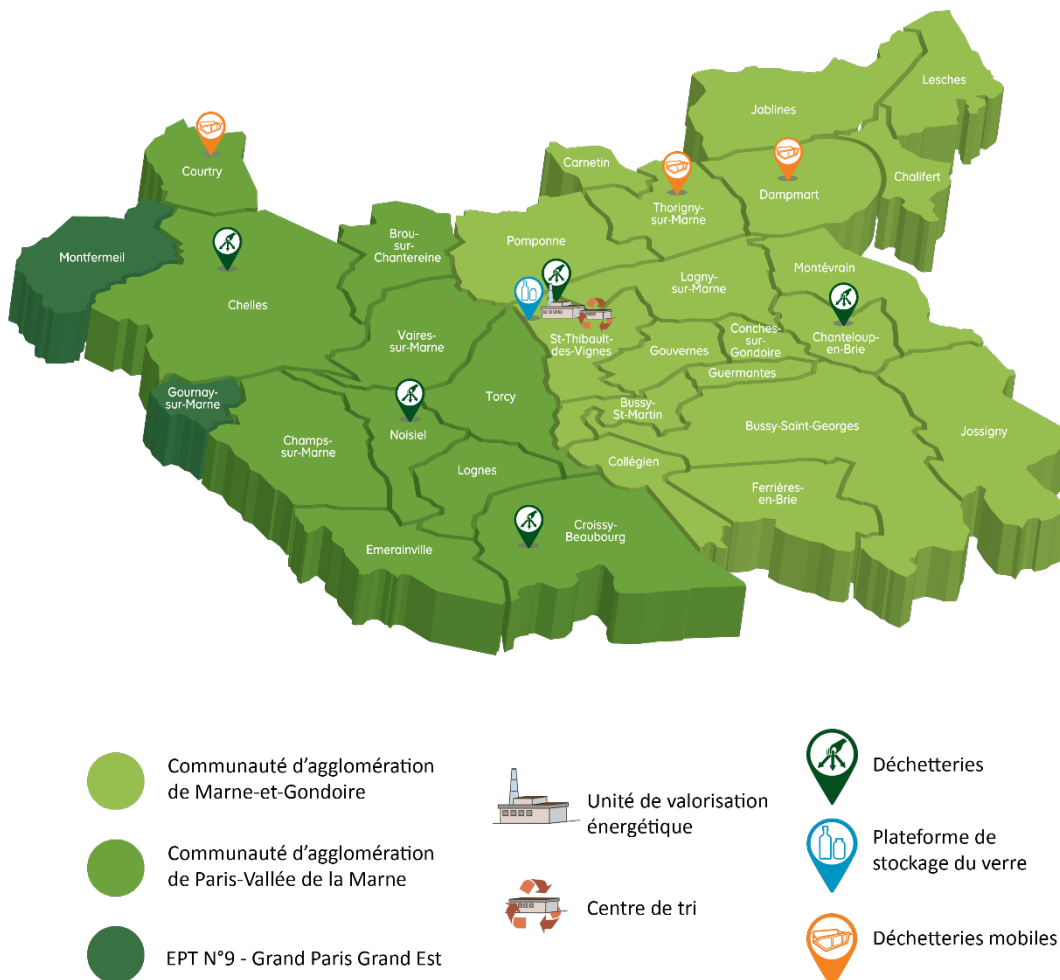 Lesches
Jablines
Courtry
Carnetin
Chalifert
Dampmart
Thorigny-
sur-Marne
Brou-
sur-
Chantereine
Pomponne
Montfermeil
Montévrain
Lagny-
sur-Marne
Chelles
Vaires-
sur-Marne
St-Thibault-
des-Vignes
Gouvernes
Conches-
sur-
Gondoire
Chanteloup-
en-Brie
Guermantes
Gournay-
sur-Marne
Torcy
Bussy-
St-Martin
Bussy-Saint-Georges
Jossigny
Champs-
sur-Marne
Noisiel
Lognes
Collégien
Ferrières-
en-Brie
Croissy-
Beaubourg
Emerainville
Communauté d'agglomération
de Marne-et-Gondoire
Communauté d'agglomération
de Paris-Vallée de la Marne
EPT N°9 - Grand Paris Grand Est
Unité de valorisation
énergétique
Centre de tri
Déchetteries
Plateforme de
stockage du verre
Déchetteries mobiles